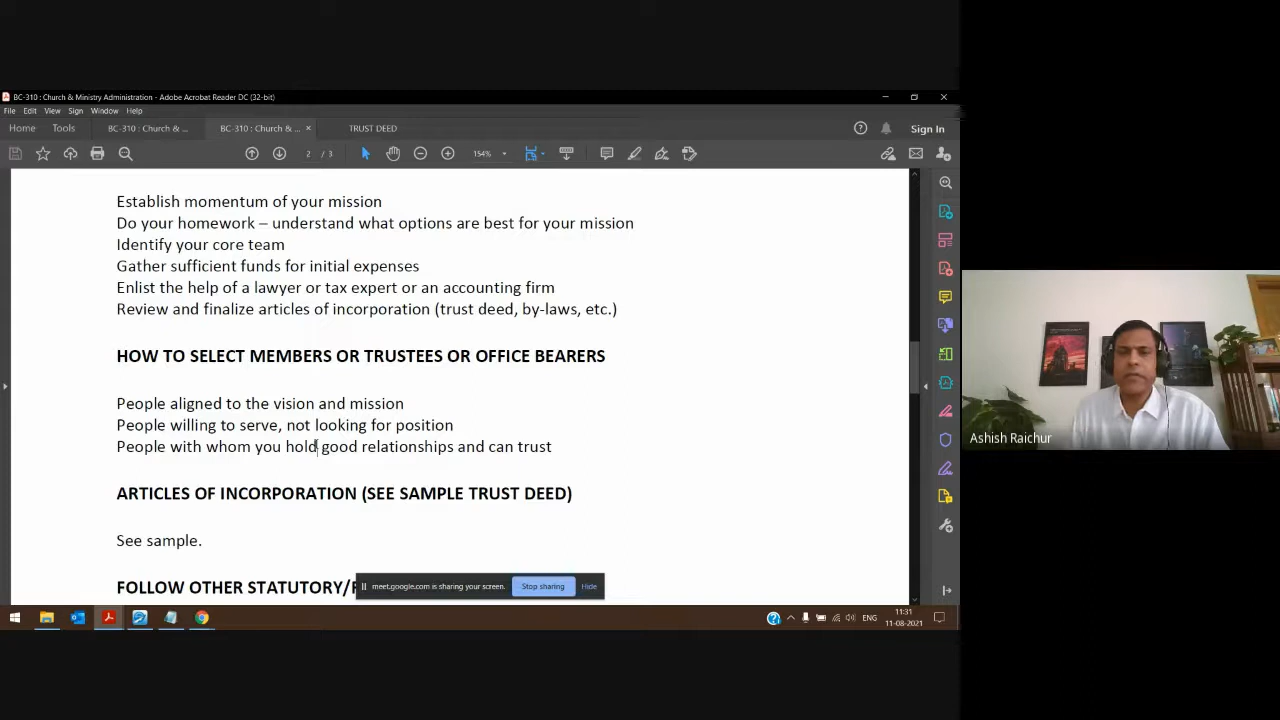 BC-310 : Church & Ministry Administration - Adobe Acrobat Reader DC (32-bit)
File Edit View Sign Window Help
Home Tools BC-310 : Church & ... BC-310 : Church & ... × TRUST DEED Sign In
2 / 3 154%
Establish momentum of your mission
Do your homework – understand what options are best for your mission
Identify your core team
Gather sufficient funds for initial expenses
Enlist the help of a lawyer or tax expert or an accounting firm
Review and finalize articles of incorporation (trust deed, by-laws, etc.)
HOW TO SELECT MEMBERS OR TRUSTEES OR OFFICE BEARERS
People aligned to the vision and mission
People willing to serve, not looking for position
People with whom you hold good relationships and can trust
ARTICLES OF INCORPORATION (SEE SAMPLE TRUST DEED)
See sample.
FOLLOW OTHER STATUTORY/
meet.google.com is sharing your screen. Stop sharing Hide
ENG 11:31
11-08-2021
Ashish Raichur